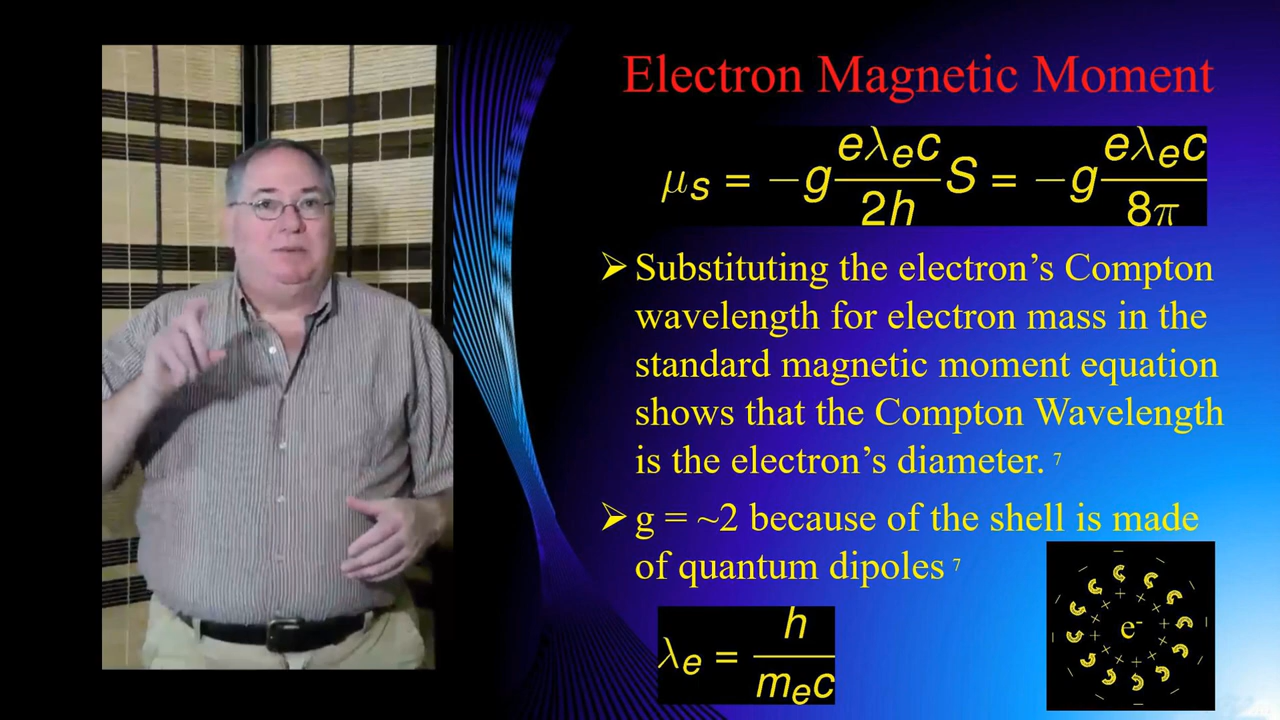 Electron Magnetic Moment
μs = −g eλec/2h S = −g eλec/8π
➢ Substituting the electron's Compton
wavelength for electron mass in the
standard magnetic moment equation
shows that the Compton Wavelength
is the electron's diameter. 7
➢ g = ~2 because of the shell is made
of quantum dipoles 7
λe = h/mec
e-